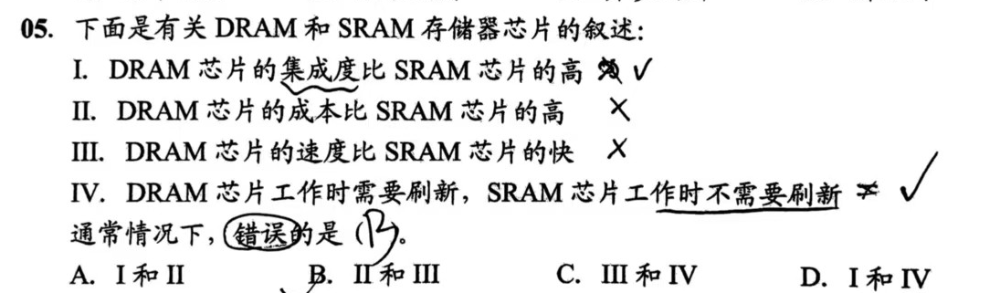 05. 下面是有关 DRAM 和 SRAM 存储器芯片的叙述:
I. DRAM 芯片的集成度比 SRAM 芯片的高 ✓
II. DRAM 芯片的成本比 SRAM 芯片的高 ×
III. DRAM 芯片的速度比 SRAM 芯片的快 ×
IV. DRAM 芯片工作时需要刷新，SRAM 芯片工作时不需要刷新 ✓
通常情况下，错误的是（B）。
A. I 和 II B. II 和 III C. III 和 IV D. I 和 IV